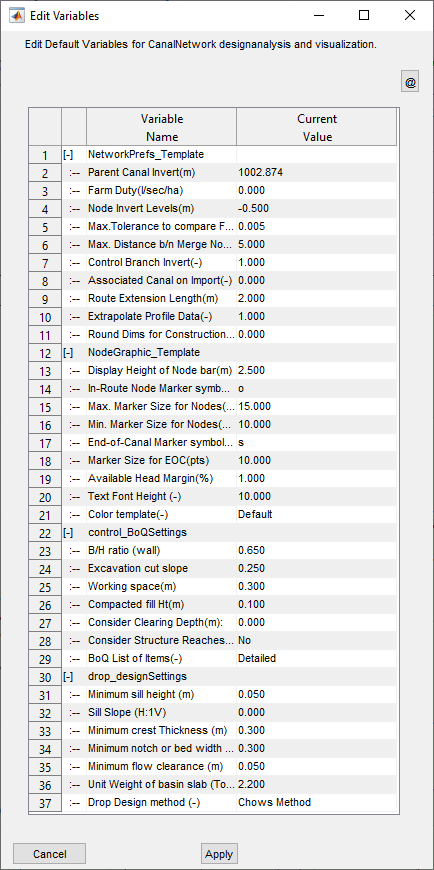 Edit Variables
Edit Default Variables for CanalNetwork designanalysis and visualization.
@
Variable Name Current Value
1 [-] NetworkPrefs_Template
2 :-- Parent Canal Invert(m) 1002.874
3 :-- Farm Duty(l/sec/ha) 0.000
4 :-- Node Invert Levels(m) -0.500
5 :-- Max.Tolerance to compare F... 0.005
6 :-- Max. Distance b/n Merge No... 5.000
7 :-- Control Branch Invert(-) 1.000
8 :-- Associated Canal on Import(-) 0.000
9 :-- Route Extension Length(m) 2.000
10 :-- Extrapolate Profile Data(-) 1.000
11 :-- Round Dims for Construction... 0.000
12 [-] NodeGraphic_Template
13 :-- Display Height of Node bar(m) 2.500
14 :-- In-Route Node Marker symb... o
15 :-- Max. Marker Size for Nodes(... 15.000
16 :-- Min. Marker Size for Nodes(... 10.000
17 :-- End-of-Canal Marker symbol... s
18 :-- Marker Size for EOC(pts) 10.000
19 :-- Available Head Margin(%) 1.000
20 :-- Text Font Height (-) 10.000
21 :-- Color template(-) Default
22 [-] control_BoQSettings
23 :-- B/H ratio (wall) 0.650
24 :-- Excavation cut slope 0.250
25 :-- Working space(m) 0.300
26 :-- Compacted fill Ht(m) 0.100
27 :-- Consider Clearing Depth(m): 0.000
28 :-- Consider Structure Reaches... No
29 :-- BoQ List of Items(-) Detailed
30 [-] drop_designSettings
31 :-- Minimum sill height (m) 0.050
32 :-- Sill Slope (H:1V) 0.000
33 :-- Minimum crest Thickness (m) 0.300
34 :-- Minimum notch or bed width ... 0.300
35 :-- Minimum flow clearance (m) 0.050
36 :-- Unit Weight of basin slab (To... 2.200
37 :-- Drop Design method (-) Chows Method
Cancel Apply